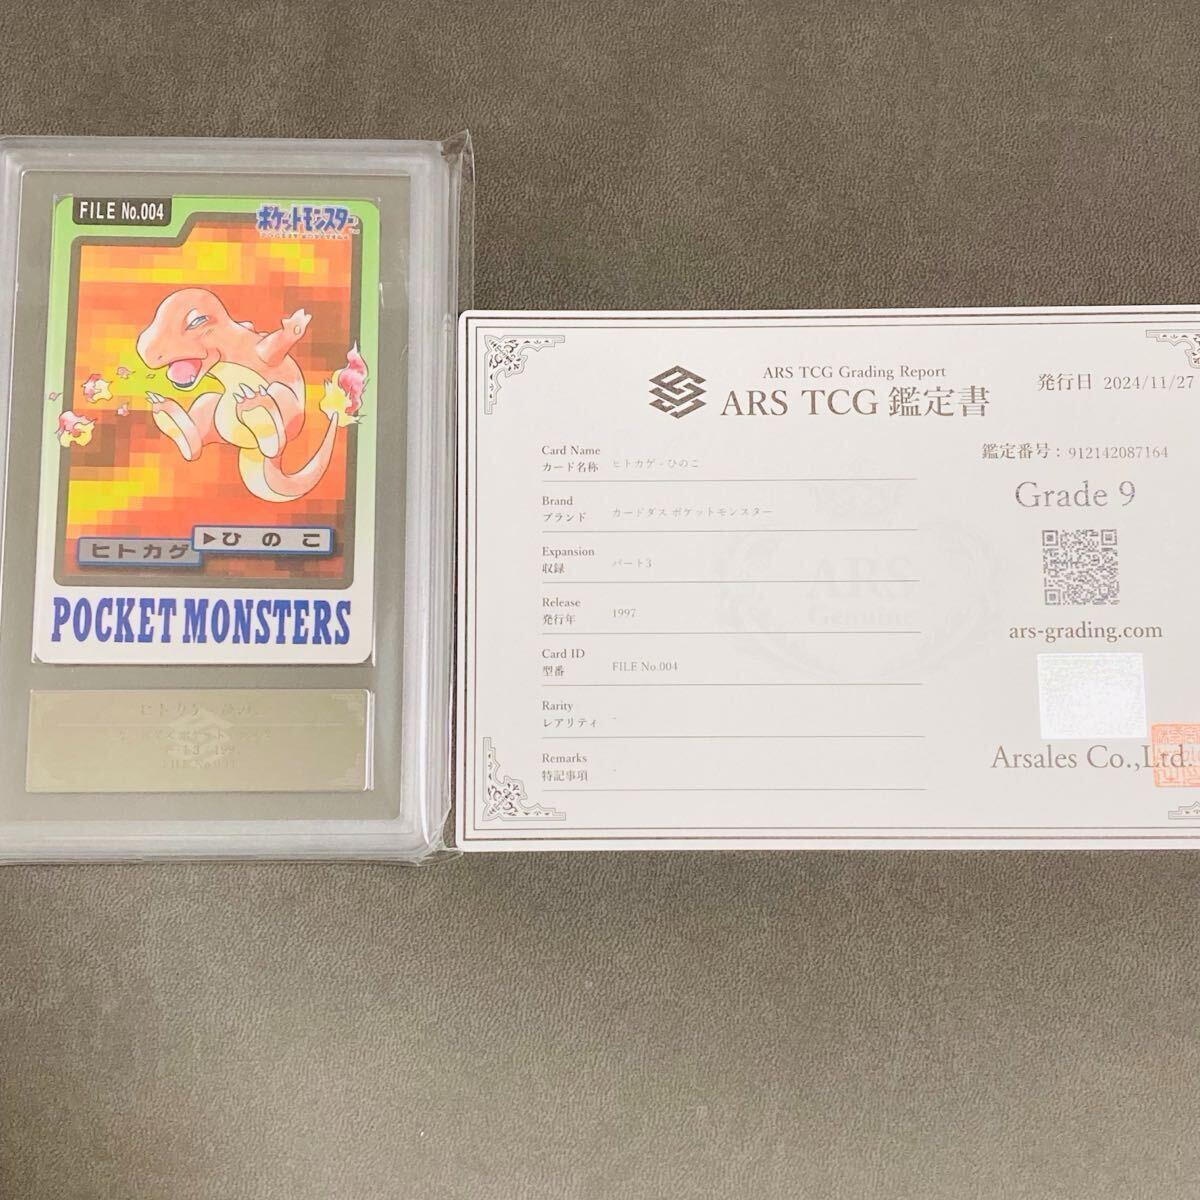 FILE No.004
ポケットモンスター
ヒトカゲ
▶ひのこ
POCKET MONSTERS
ARS TCG Grading Report
ARS TCG 鑑定書
発行日 2024/11/27
鑑定番号：912142087164
Grade 9
Card Name
カード名称 ヒトカゲ - ひのこ
Brand
ブランド カードダス ポケットモンスター
Expansion
収録 パート3
Release
発行年 1997
Card ID
型番 FILE No.004
Rarity
レアリティ -
Remarks
特記事項 -
ARS
Genuine
ars-grading.com
Arsales Co.,Ltd.